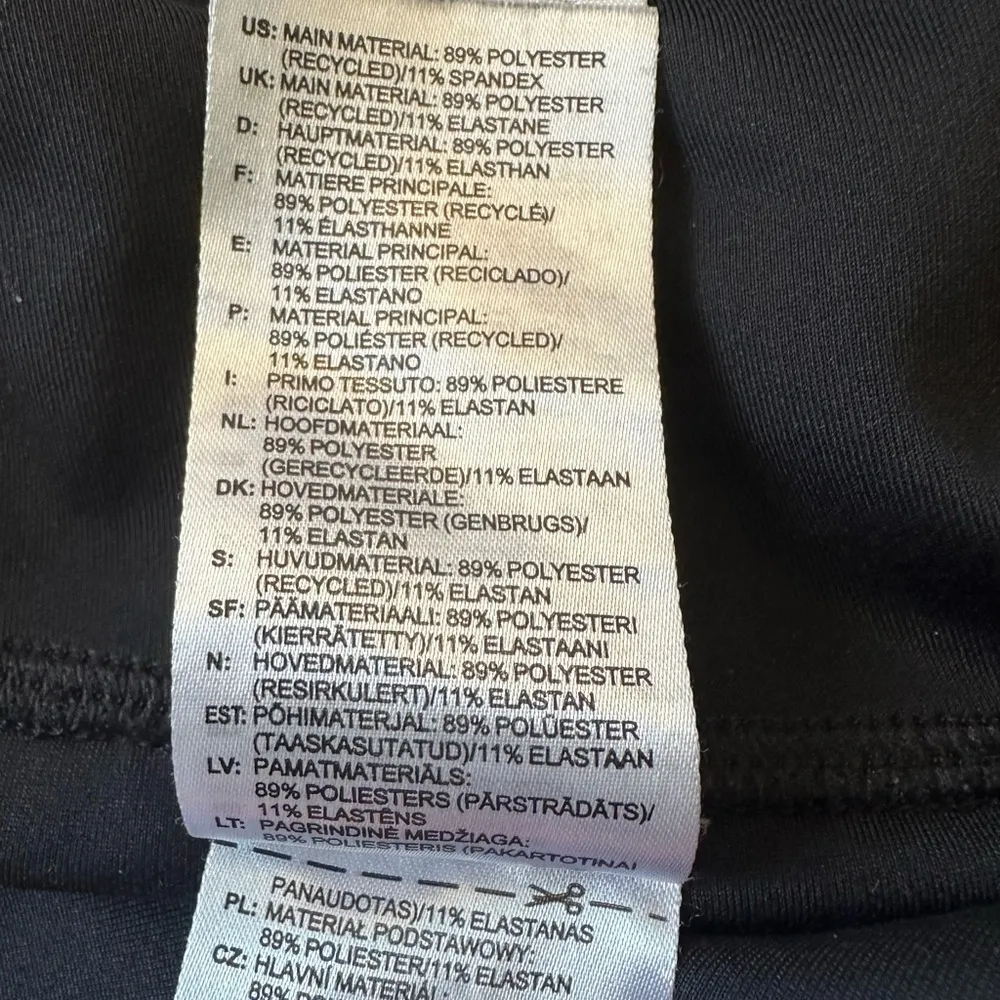 US: MAIN MATERIAL: 89% POLYESTER
(RECYCLED)/11% SPANDEX
UK: MAIN MATERIAL: 89% POLYESTER
(RECYCLED)/11% ELASTANE
D: HAUPTMATERIAL: 89% POLYESTER
(RECYCLED)/11% ELASTHAN
F: MATIERE PRINCIPALE:
89% POLYESTER (RECYCLÉ)/
11% ÉLASTHANNE
E: MATERIAL PRINCIPAL:
89% POLIESTER (RECICLADO)/
11% ELASTANO
P: MATERIAL PRINCIPAL:
89% POLIÉSTER (RECYCLED)/
11% ELASTANO
I: PRIMO TESSUTO: 89% POLIESTERE
(RICICLATO)/11% ELASTAN
NL: HOOFDMATERIAAL:
89% POLYESTER
(GERECYCLEERDE)/11% ELASTAAN
DK: HOVEDMATERIALE:
89% POLYESTER (GENBRUGS)/
11% ELASTAN
S: HUVUDMATERIAL: 89% POLYESTER
(RECYCLED)/11% ELASTAN
SF: PÄÄMATERIAALI: 89% POLYESTERI
(KIERRÄTETTY)/11% ELASTAANI
N: HOVEDMATERIAL: 89% POLYESTER
(RESIRKULERT)/11% ELASTAN
EST: PÕHIMATERJAL: 89% POLÜESTER
(TAASKASUTATUD)/11% ELASTAAN
LV: PAMATMATERIĀLS:
89% POLIESTERS (PĀRSTRĀDĀTS)/
11% ELASTĒNS
LT: PAGRINDINĖ MEDŽIAGA:
89% POLIESTERIS (PAKARTOTINAI
PANAUDOTAS)/11% ELASTANAS
PL: MATERIAŁ PODSTAWOWY:
89% POLIESTER/11% ELASTAN
CZ: HLAVNÍ MATERIÁL:
89%